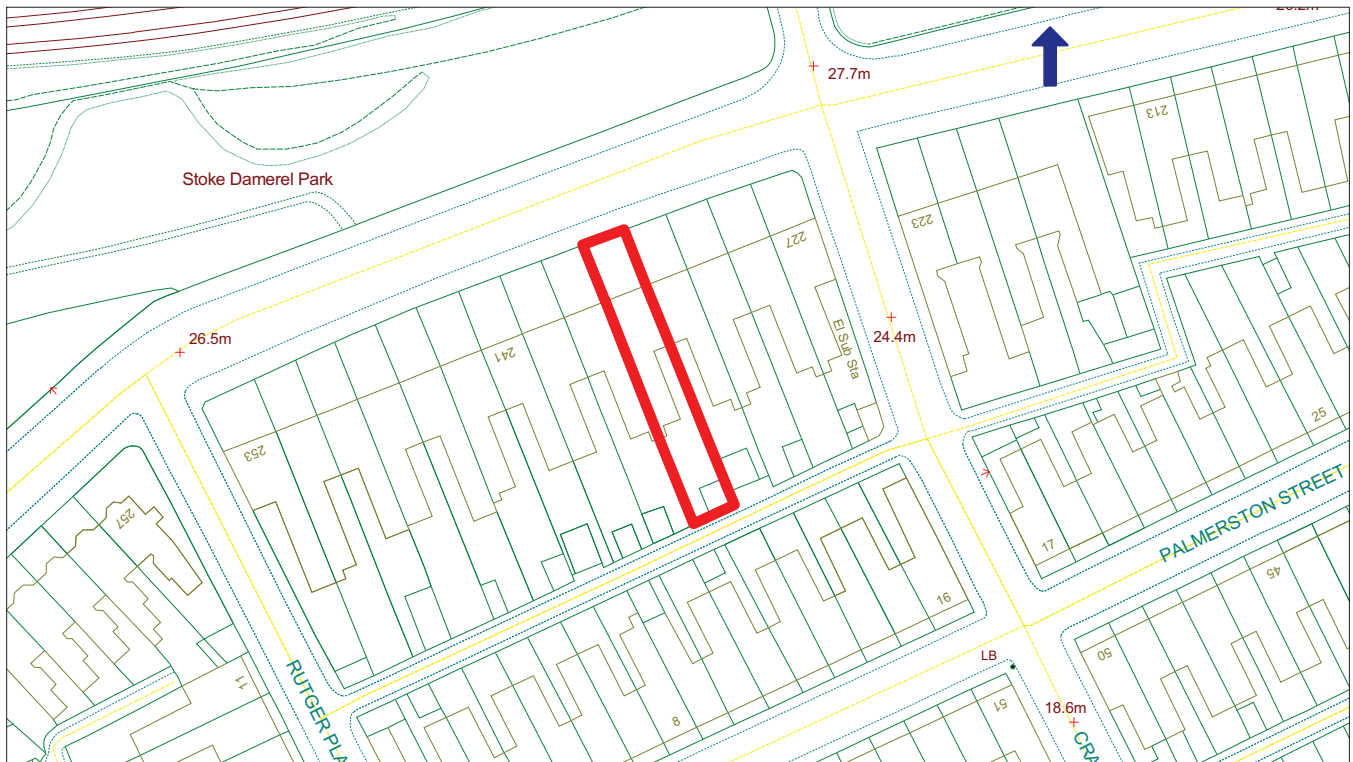 27.7m
213
Stoke Damerel Park
223
227
26.5m
24.4m
El Sub Sta
241
253
25
257
17
PALMERSTON STREET
16
45
LB
50
11
RUTGER PLA
8
51
18.6m
CRA